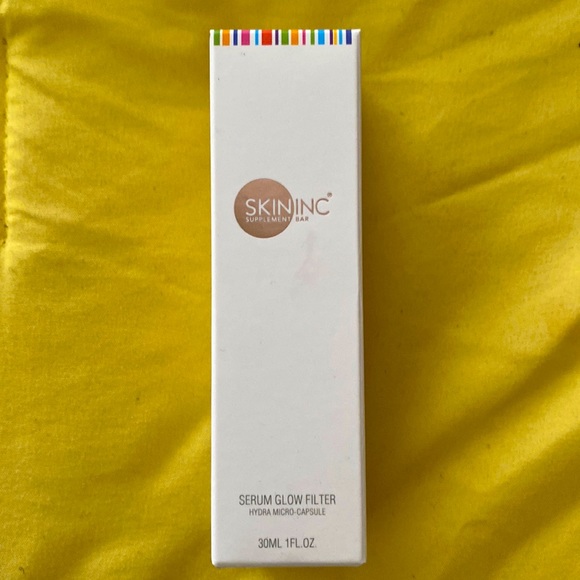 SKIN INC®
SUPPLEMENT BAR
SERUM GLOW FILTER
HYDRA MICRO-CAPSULE
30ML 1FL.OZ.